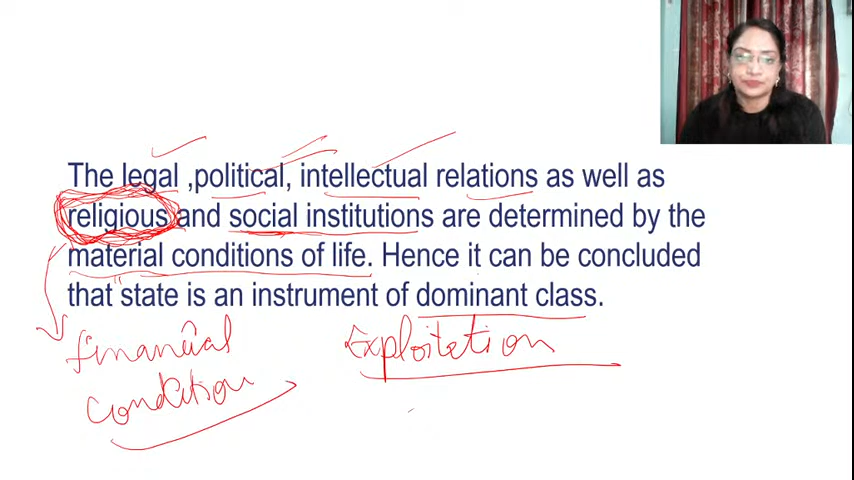 The legal ,political, intellectual relations as well as
religious and social institutions are determined by the
material conditions of life. Hence it can be concluded
that state is an instrument of dominant class.
financial Exploitation
condition